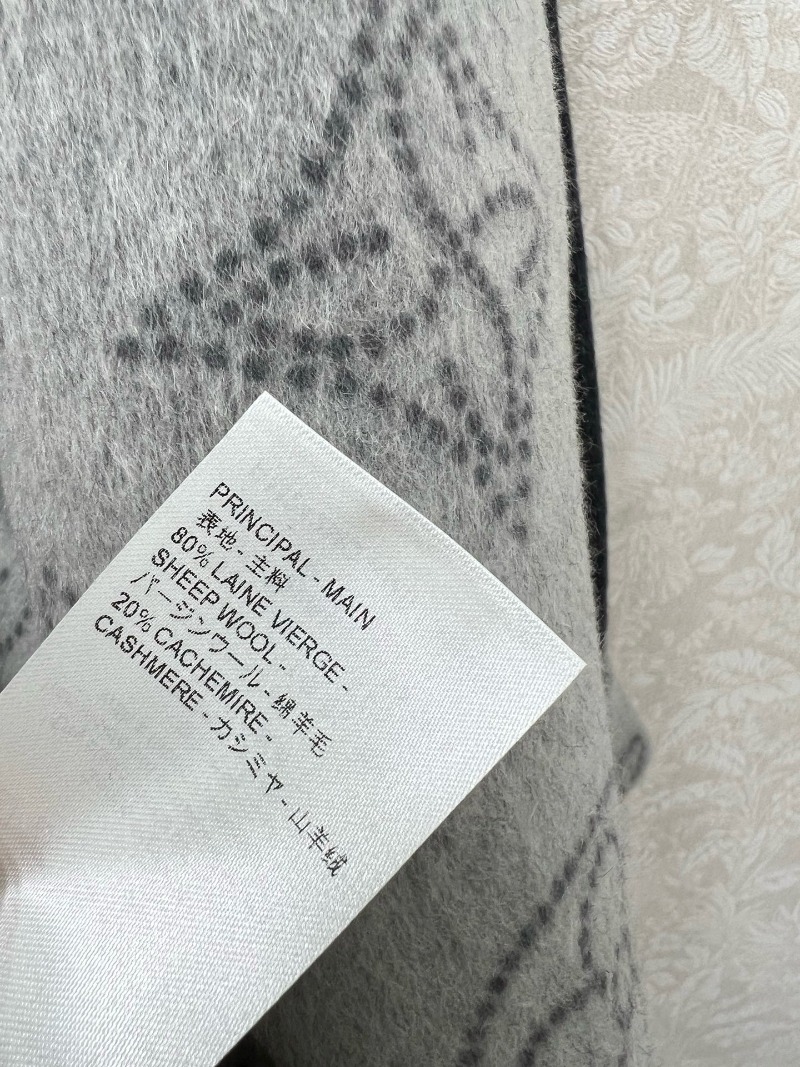 PRINCIPAL - MAIN
表地 - 主料
80% LAINE VIERGE -
SHEEP WOOL -
バージンウール - 綿羊毛
20% CACHEMIRE -
CASHMERE - カシミヤ - 山羊绒